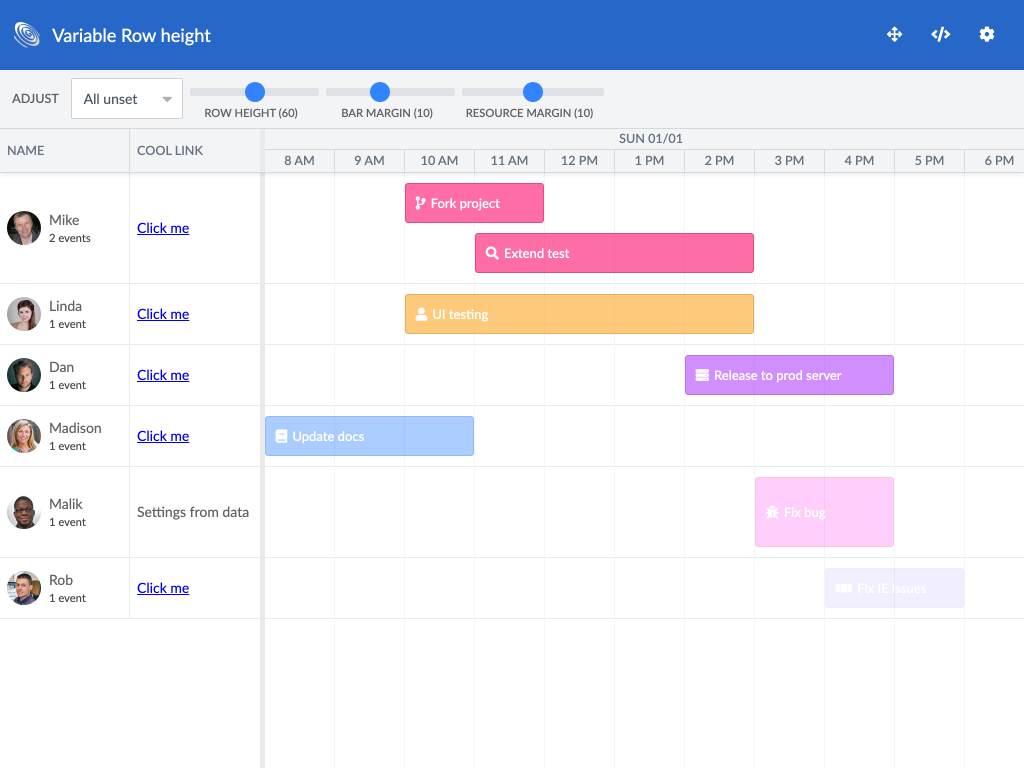 Variable Row height
ADJUST
All unset
ROW HEIGHT (60)
BAR MARGIN (10)
RESOURCE MARGIN (10)
NAME
COOL LINK
SUN 01/01
8 AM
9 AM
10 AM
11 AM
12 PM
1 PM
2 PM
3 PM
4 PM
5 PM
6 PM
Mike
2 events
Click me
Fork project
Extend test
Linda
1 event
Click me
UI testing
Dan
1 event
Click me
Release to prod server
Madison
1 event
Click me
Update docs
Malik
1 event
Settings from data
Fix bug
Rob
1 event
Click me
Fix IE issues